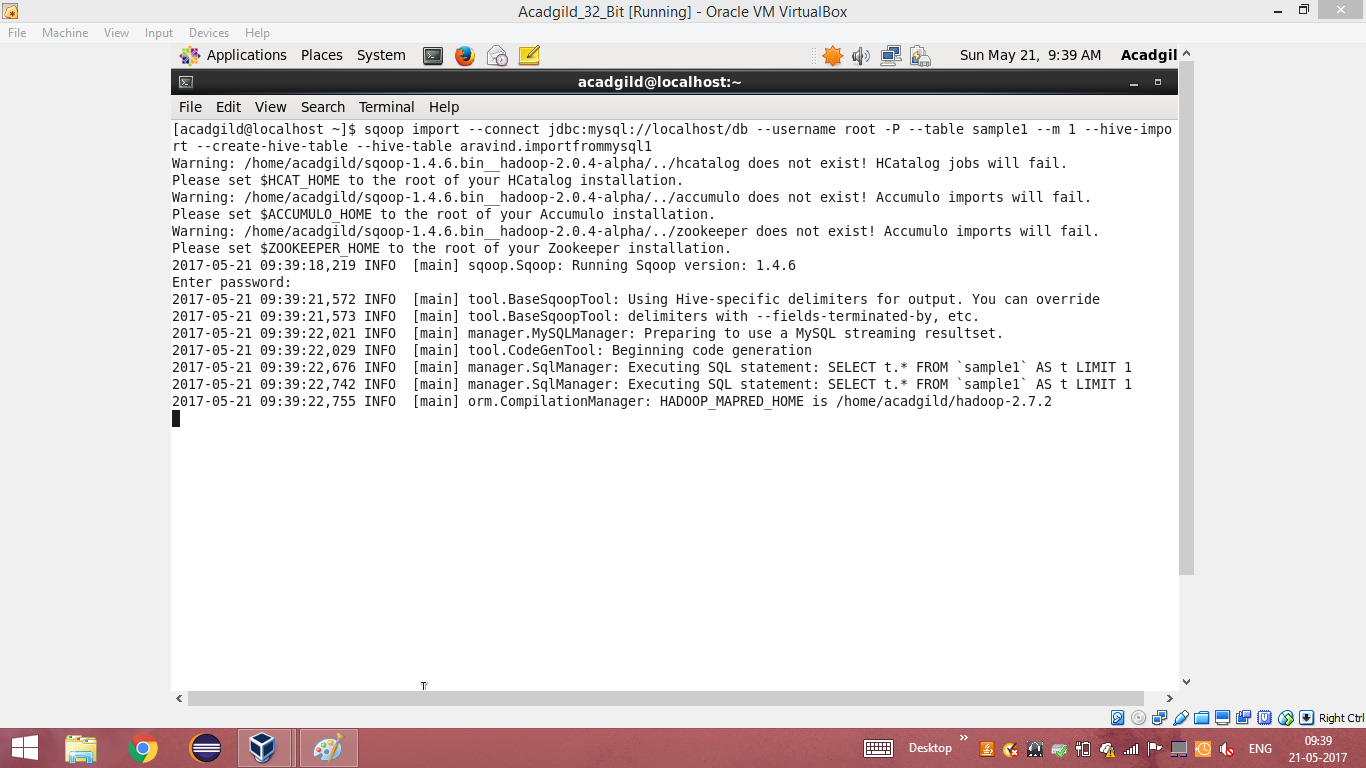 Acadgild_32_Bit [Running] - Oracle VM VirtualBox
File Machine View Input Devices Help
Applications Places System Sun May 21, 9:39 AM Acadgil
acadgild@localhost:~
File Edit View Search Terminal Help
[acadgild@localhost ~]$ sqoop import --connect jdbc:mysql://localhost/db --username root -P --table sample1 --m 1 --hive-impo
rt --create-hive-table --hive-table aravind.importfrommysql1
Warning: /home/acadgild/sqoop-1.4.6.bin__hadoop-2.0.4-alpha/../hcatalog does not exist! HCatalog jobs will fail.
Please set $HCAT_HOME to the root of your HCatalog installation.
Warning: /home/acadgild/sqoop-1.4.6.bin__hadoop-2.0.4-alpha/../accumulo does not exist! Accumulo imports will fail.
Please set $ACCUMULO_HOME to the root of your Accumulo installation.
Warning: /home/acadgild/sqoop-1.4.6.bin__hadoop-2.0.4-alpha/../zookeeper does not exist! Accumulo imports will fail.
Please set $ZOOKEEPER_HOME to the root of your Zookeeper installation.
2017-05-21 09:39:18,219 INFO  [main] sqoop.Sqoop: Running Sqoop version: 1.4.6
Enter password:
2017-05-21 09:39:21,572 INFO  [main] tool.BaseSqoopTool: Using Hive-specific delimiters for output. You can override
2017-05-21 09:39:21,573 INFO  [main] tool.BaseSqoopTool: delimiters with --fields-terminated-by, etc.
2017-05-21 09:39:22,021 INFO  [main] manager.MySQLManager: Preparing to use a MySQL streaming resultset.
2017-05-21 09:39:22,029 INFO  [main] tool.CodeGenTool: Beginning code generation
2017-05-21 09:39:22,676 INFO  [main] manager.SqlManager: Executing SQL statement: SELECT t.* FROM `sample1` AS t LIMIT 1
2017-05-21 09:39:22,742 INFO  [main] manager.SqlManager: Executing SQL statement: SELECT t.* FROM `sample1` AS t LIMIT 1
2017-05-21 09:39:22,755 INFO  [main] orm.CompilationManager: HADOOP_MAPRED_HOME is /home/acadgild/hadoop-2.7.2
Right Ctrl
Desktop ENG 09:39
21-05-2017